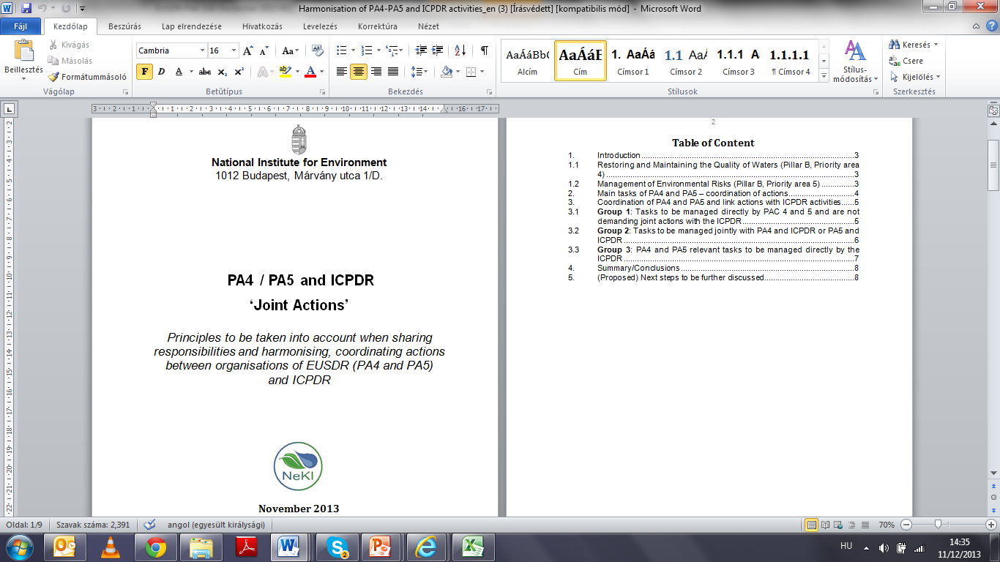 Harmonisation of PA4-PA5 and ICPDR activities_en (3) [Írásvédett] [kompatibilis mód] - Microsoft Word
Fájl Kezdőlap Beszúrás Lap elrendezése Hivatkozás Levelezés Korrektúra Nézet
Beillesztés
Kivágás
Másolás
Formátummásoló
Vágólap
Cambria 16
Betűtípus
Bekezdés
AaÁáBbC Alcím
AaÁáB Cím
1. AaÁá Címsor 1
1.1 AaÁ Címsor 2
1.1.1 A Címsor 3
1.1.1.1 ¶ Címsor 4
Stílusok
Stílus-módosítás
Keresés
Csere
Kijelölés
Szerkesztés
National Institute for Environment
1012 Budapest, Márvány utca 1/D.
PA4 / PA5 and ICPDR
‘Joint Actions’
Principles to be taken into account when sharing
responsibilities and harmonising, coordinating actions
between organisations of EUSDR (PA4 and PA5)
and ICPDR
NeKI
November 2013
2
Table of Content
1. Introduction 3
1.1 Restoring and Maintaining the Quality of Waters (Pillar B, Priority area
4) 3
1.2 Management of Environmental Risks (Pillar B, Priority area 5) 3
2. Main tasks of PA4 and PA5 – coordination of actions 4
3. Coordination of PA4 and PA5 and link actions with ICPDR activities 5
3.1 Group 1: Tasks to be managed directly by PAC 4 and 5 and are not
demanding joint actions with the ICPDR 5
3.2 Group 2: Tasks to be managed jointly with PA4 and ICPDR or PA5 and
ICPDR 6
3.3 Group 3: PA4 and PA5 relevant tasks to be managed directly by the
ICPDR 7
4. Summary/Conclusions 8
5. (Proposed) Next steps to be further discussed 8
Oldal: 1/9 Szavak száma: 2,391 angol (egyesült királyság) 70%
HU 14:35
11/12/2013